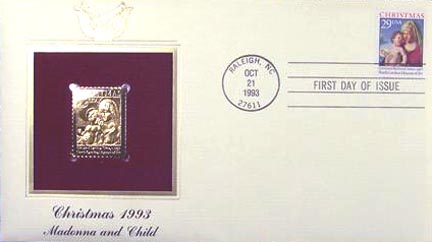 CHRISTMAS
29 USA
RALEIGH, NC
OCT
21
1993
27611
FIRST DAY OF ISSUE
Christmas 1993
Madonna and Child